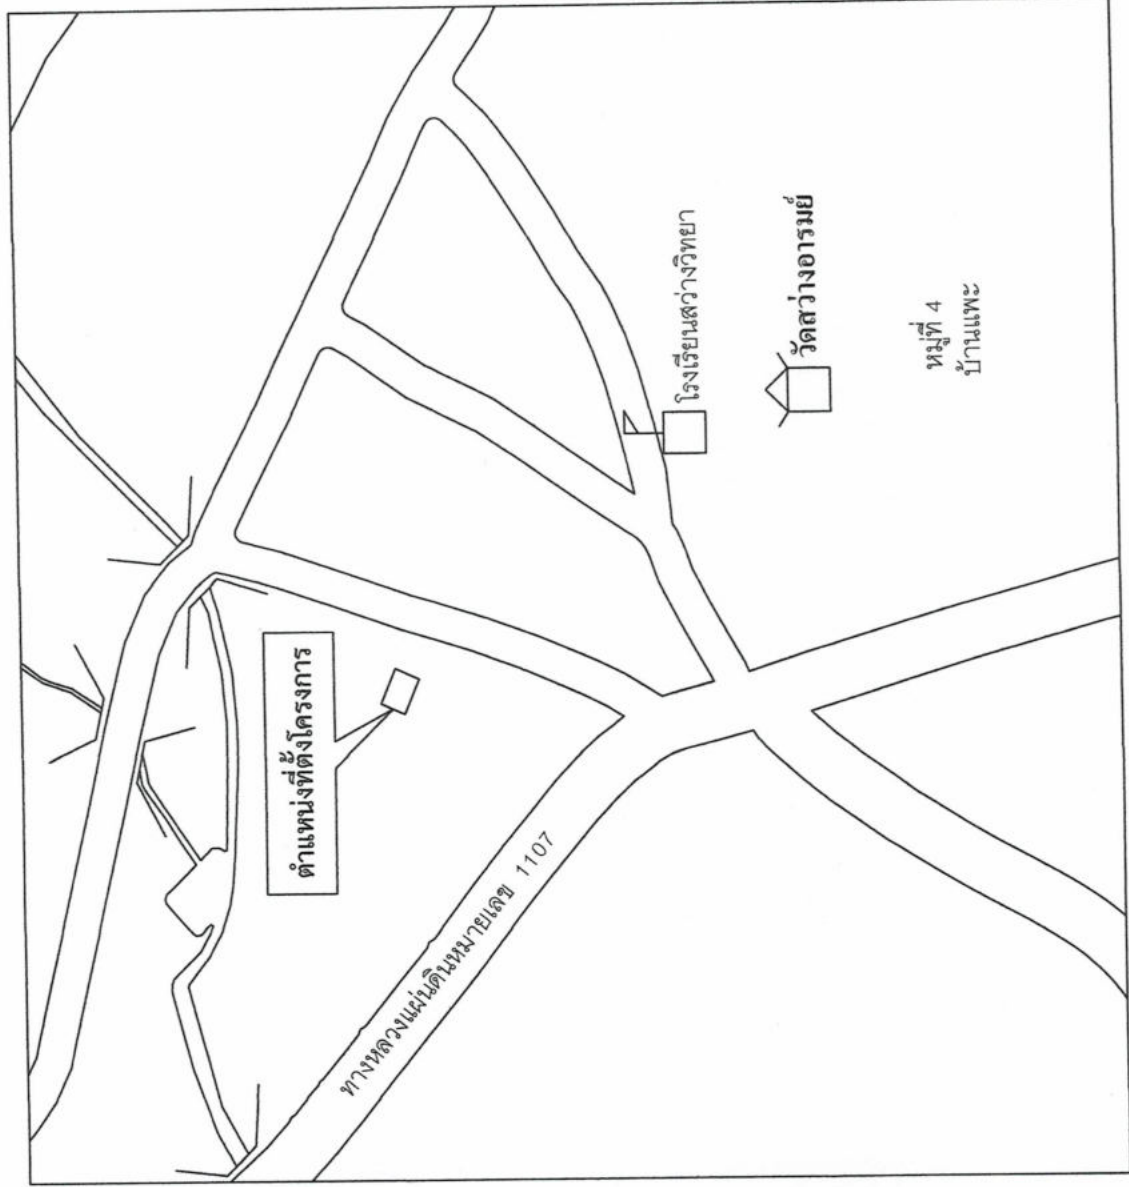 ตำแหน่งที่ตั้งโครงการ
ทางหลวงแผ่นดินหมายเลข 1107
โรงเรียนสว่างวิทยา
วัดสว่างอารมย์
หมู่ที่ 4
บ้านแพะ